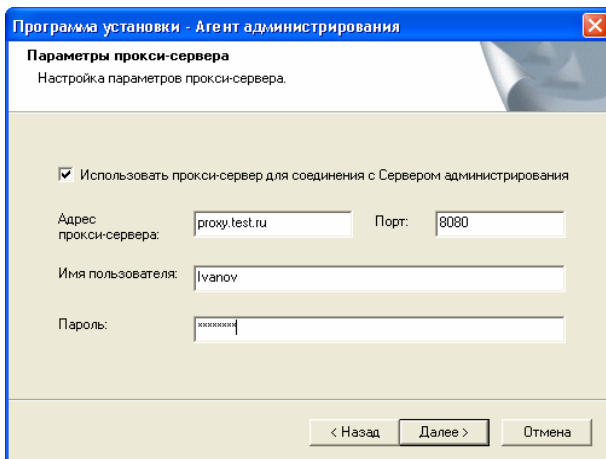 Программа установки - Агент администрирования
Параметры прокси-сервера
Настройка параметров прокси-сервера.
Использовать прокси-сервер для соединения с Сервером администрирования
Адрес прокси-сервера: proxy.test.ru Порт: 8080
Имя пользователя: Ivanov
Пароль: ********
< Назад Далее > Отмена